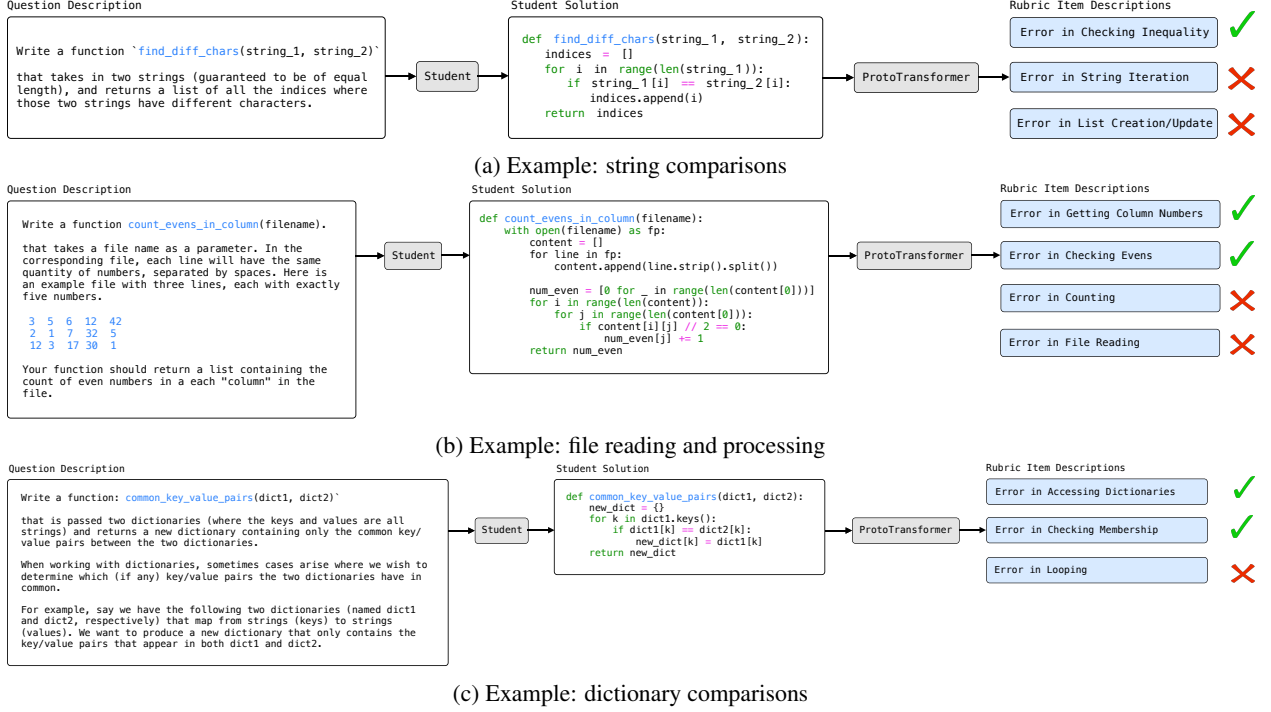 Question Description
Student Solution
Rubric Item Descriptions
Write a function `find_diff_chars(string_1, string_2)`
that takes in two strings (guaranteed to be of equal
length), and returns a list of all the indices where
those two strings have different characters.
Student
def find_diff_chars(string_1, string_2):
indices = []
for i in range(len(string_1)):
if string_1[i] == string_2[i]:
indices.append(i)
return indices
ProtoTransformer
Error in Checking Inequality
Error in String Iteration
Error in List Creation/Update
(a) Example: string comparisons
Question Description
Student Solution
Rubric Item Descriptions
Write a function count_evens_in_column(filename).
that takes a file name as a parameter. In the
corresponding file, each line will have the same
quantity of numbers, separated by spaces. Here is
an example file with three lines, each with exactly
five numbers.
3 5 6 12 42
2 1 7 32 5
12 3 17 30 1
Your function should return a list containing the
count of even numbers in a each "column" in the
file.
Student
def count_evens_in_column(filename):
with open(filename) as fp:
content = []
for line in fp:
content.append(line.strip().split())
num_even = [0 for _ in range(len(content[0]))]
for i in range(len(content)):
for j in range(len(content[0])):
if content[i][j] // 2 == 0:
num_even[j] += 1
return num_even
ProtoTransformer
Error in Getting Column Numbers
Error in Checking Evens
Error in Counting
Error in File Reading
(b) Example: file reading and processing
Question Description
Student Solution
Rubric Item Descriptions
Write a function: common_key_value_pairs(dict1, dict2)`
that is passed two dictionaries (where the keys and values are all
strings) and returns a new dictionary containing only the common key/
value pairs between the two dictionaries.
When working with dictionaries, sometimes cases arise where we wish to
determine which (if any) key/value pairs the two dictionaries have in
common.
For example, say we have the following two dictionaries (named dict1
and dict2, respectively) that map from strings (keys) to strings
(values). We want to produce a new dictionary that only contains the
key/value pairs that appear in both dict1 and dict2.
Student
def common_key_value_pairs(dict1, dict2):
new_dict = {}
for k in dict1.keys():
if dict1[k] == dict2[k]:
new_dict[k] = dict1[k]
return new_dict
ProtoTransformer
Error in Accessing Dictionaries
Error in Checking Membership
Error in Looping
(c) Example: dictionary comparisons